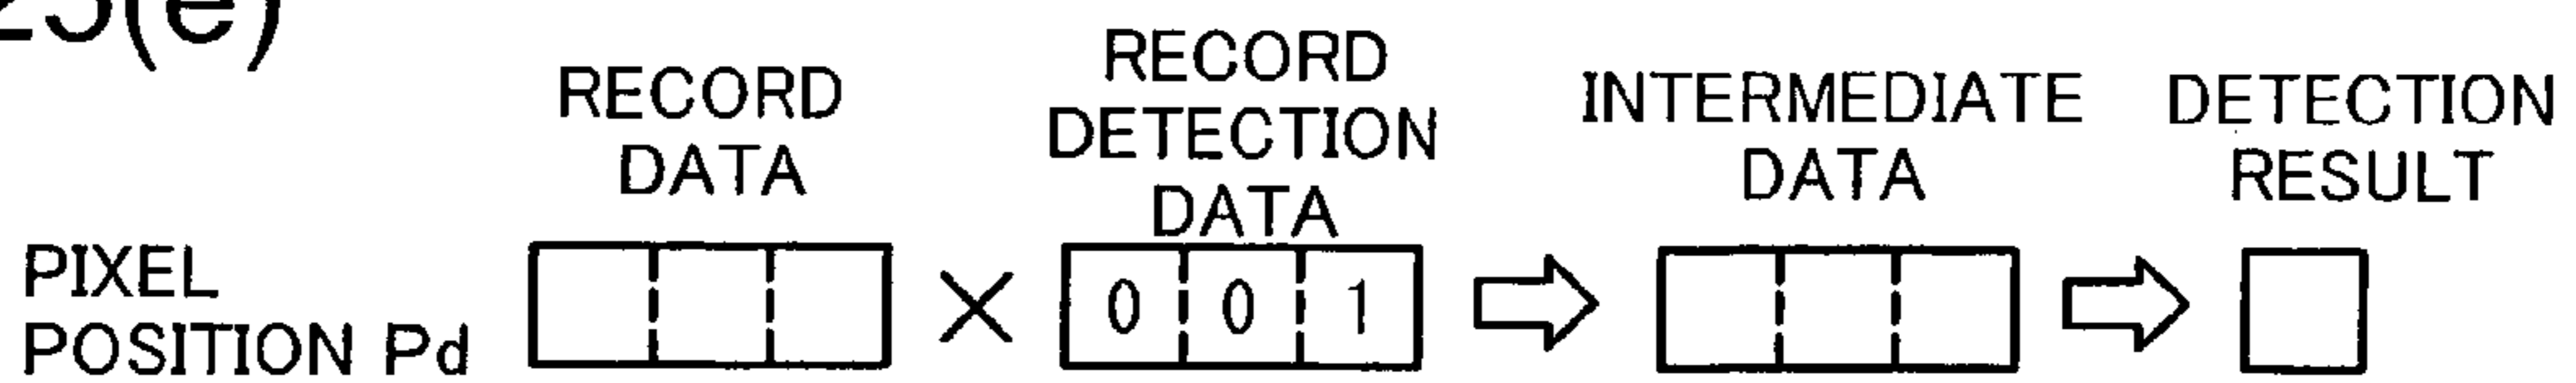 25(e)
RECORD
DATA
RECORD
DETECTION
DATA
INTERMEDIATE
DATA
DETECTION
RESULT
PIXEL
POSITION Pd
× 0 0 1